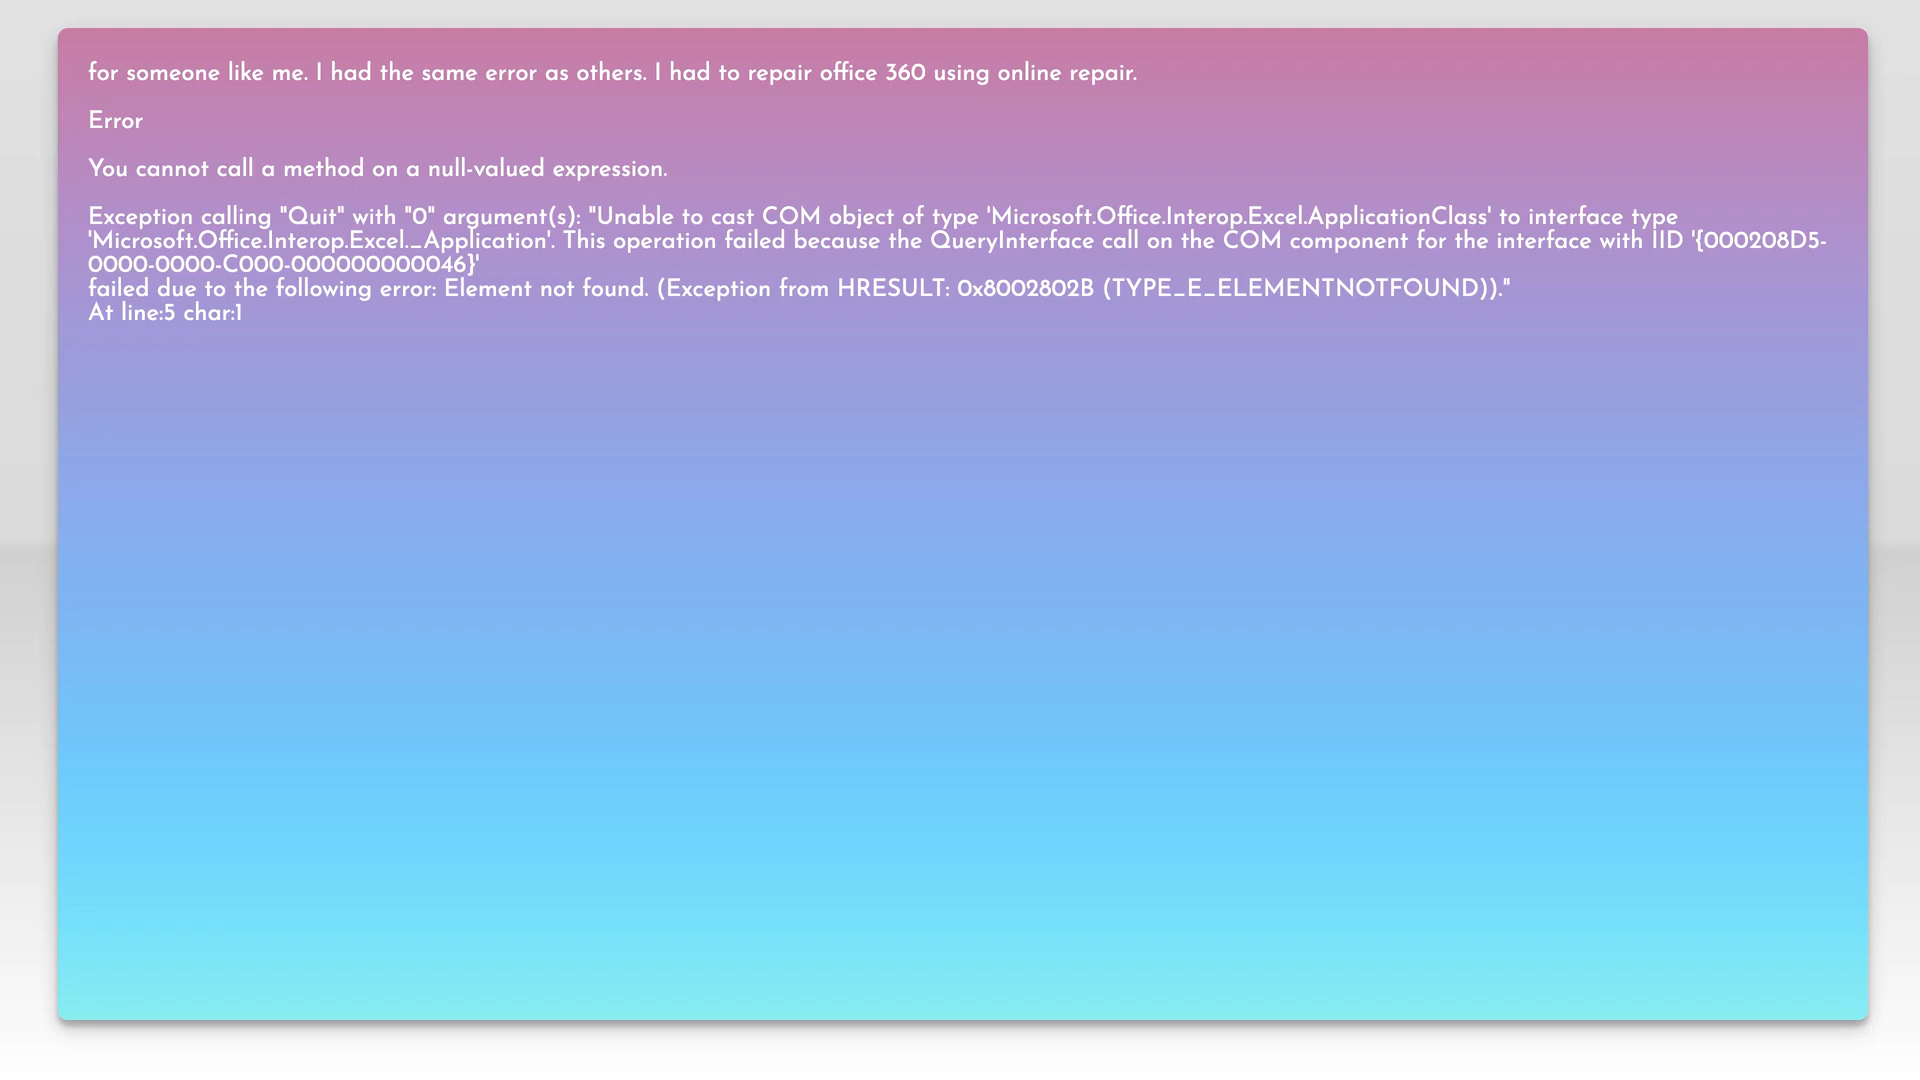 for someone like me. I had the same error as others. I had to repair office 360 using online repair.
Error
You cannot call a method on a null-valued expression.
Exception calling "Quit" with "0" argument(s): "Unable to cast COM object of type 'Microsoft.Office.Interop.Excel.ApplicationClass' to interface type
'Microsoft.Office.Interop.Excel._Application'. This operation failed because the QueryInterface call on the COM component for the interface with IID '{000208D5-
0000-0000-C000-000000000046}'
failed due to the following error: Element not found. (Exception from HRESULT: 0x8002802B (TYPE_E_ELEMENTNOTFOUND))."
At line:5 char:1